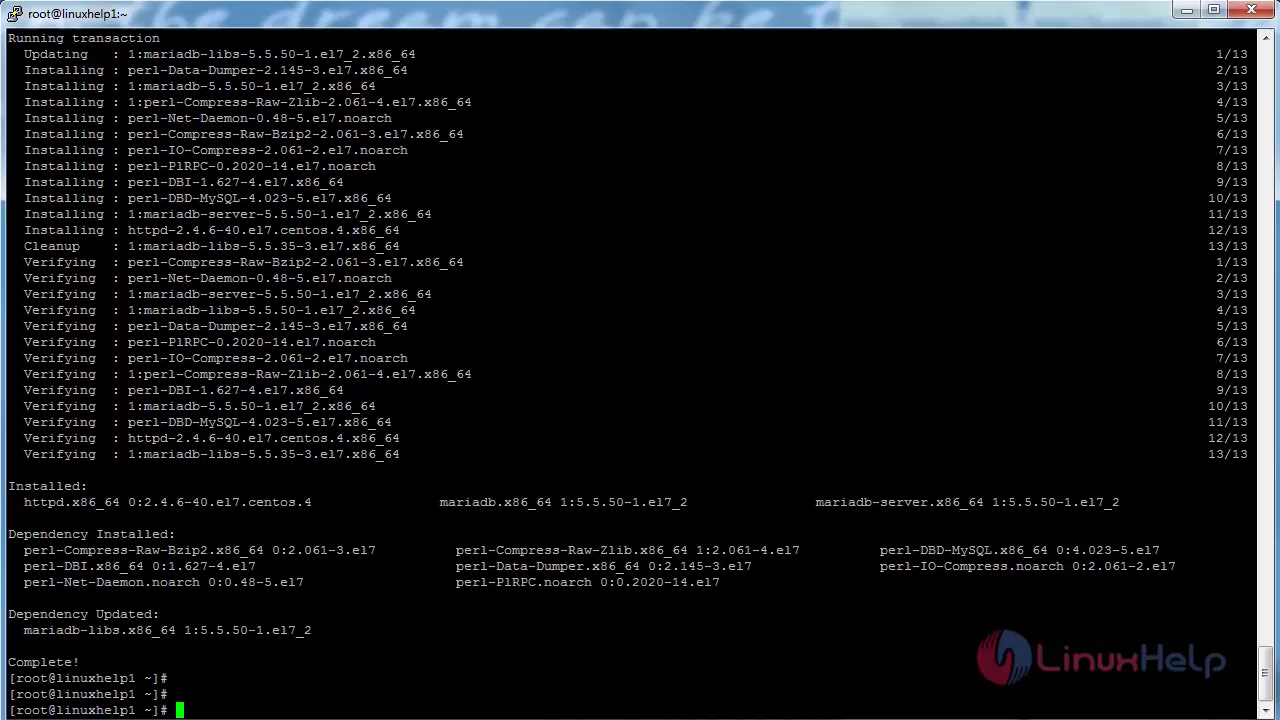 root@linuxhelp1:~
Running transaction
Updating : 1:mariadb-libs-5.5.50-1.el7_2.x86_64 1/13
Installing : perl-Data-Dumper-2.145-3.el7.x86_64 2/13
Installing : 1:mariadb-5.5.50-1.el7_2.x86_64 3/13
Installing : 1:perl-Compress-Raw-Zlib-2.061-4.el7.x86_64 4/13
Installing : perl-Net-Daemon-0.48-5.el7.noarch 5/13
Installing : perl-Compress-Raw-Bzip2-2.061-3.el7.x86_64 6/13
Installing : perl-IO-Compress-2.061-2.el7.noarch 7/13
Installing : perl-PlRPC-0.2020-14.el7.noarch 8/13
Installing : perl-DBI-1.627-4.el7.x86_64 9/13
Installing : perl-DBD-MySQL-4.023-5.el7.x86_64 10/13
Installing : 1:mariadb-server-5.5.50-1.el7_2.x86_64 11/13
Installing : httpd-2.4.6-40.el7.centos.4.x86_64 12/13
Cleanup : 1:mariadb-libs-5.5.35-3.el7.x86_64 13/13
Verifying : perl-Compress-Raw-Bzip2-2.061-3.el7.x86_64 1/13
Verifying : perl-Net-Daemon-0.48-5.el7.noarch 2/13
Verifying : 1:mariadb-server-5.5.50-1.el7_2.x86_64 3/13
Verifying : 1:mariadb-libs-5.5.50-1.el7_2.x86_64 4/13
Verifying : perl-Data-Dumper-2.145-3.el7.x86_64 5/13
Verifying : perl-PlRPC-0.2020-14.el7.noarch 6/13
Verifying : perl-IO-Compress-2.061-2.el7.noarch 7/13
Verifying : 1:perl-Compress-Raw-Zlib-2.061-4.el7.x86_64 8/13
Verifying : perl-DBI-1.627-4.el7.x86_64 9/13
Verifying : 1:mariadb-5.5.50-1.el7_2.x86_64 10/13
Verifying : perl-DBD-MySQL-4.023-5.el7.x86_64 11/13
Verifying : httpd-2.4.6-40.el7.centos.4.x86_64 12/13
Verifying : 1:mariadb-libs-5.5.35-3.el7.x86_64 13/13
Installed:
httpd.x86_64 0:2.4.6-40.el7.centos.4 mariadb.x86_64 1:5.5.50-1.el7_2 mariadb-server.x86_64 1:5.5.50-1.el7_2
Dependency Installed:
perl-Compress-Raw-Bzip2.x86_64 0:2.061-3.el7 perl-Compress-Raw-Zlib.x86_64 1:2.061-4.el7 perl-DBD-MySQL.x86_64 0:4.023-5.el7
perl-DBI.x86_64 0:1.627-4.el7 perl-Data-Dumper.x86_64 0:2.145-3.el7 perl-IO-Compress.noarch 0:2.061-2.el7
perl-Net-Daemon.noarch 0:0.48-5.el7 perl-PlRPC.noarch 0:0.2020-14.el7
Dependency Updated:
mariadb-libs.x86_64 1:5.5.50-1.el7_2
Complete!
[root@linuxhelp1 ~]#
[root@linuxhelp1 ~]#
[root@linuxhelp1 ~]#
LinuxHelp